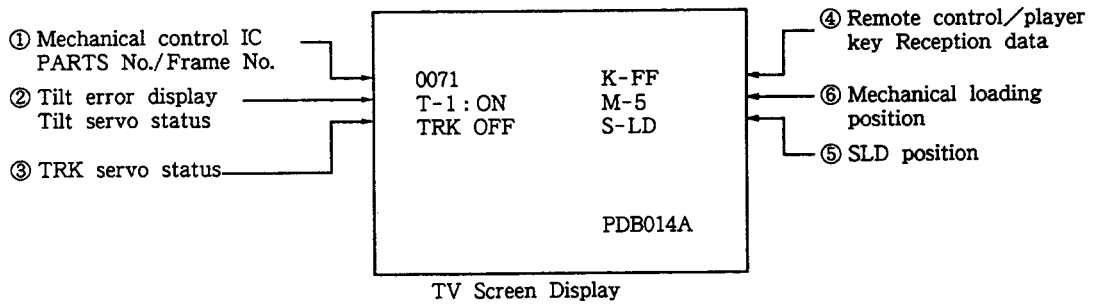 ① Mechanical control IC
PARTS No./Frame No.
② Tilt error display
Tilt servo status
③ TRK servo status
0071 K-FF
T-1:ON M-5
TRK OFF S-LD
PDB014A
④ Remote control/player
key Reception data
⑥ Mechanical loading
position
⑤ SLD position
TV Screen Display